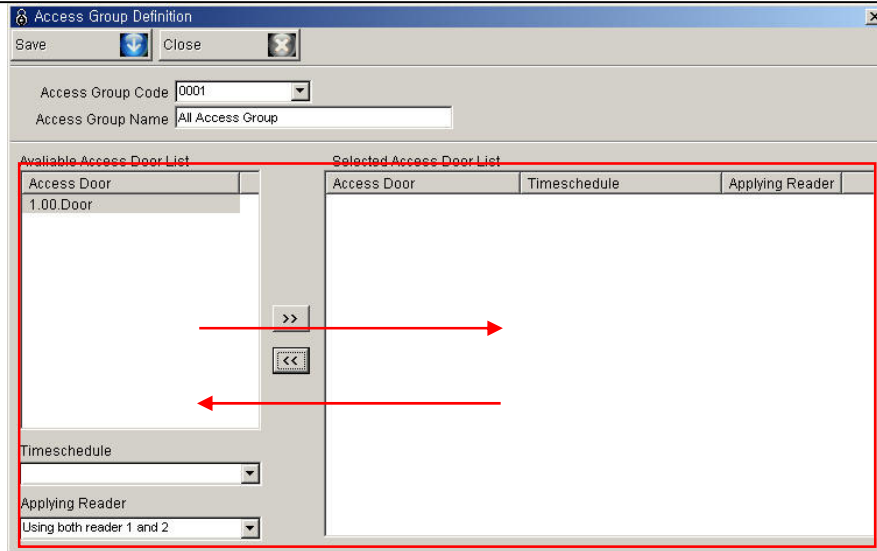 Access Group Definition
Save Close
Access Group Code 0001
Access Group Name All Access Group
Avaliable Access Door List Selected Access Door List
Access Door Access Door Timeschedule Applying Reader
1.00.Door
>>
<<
Timeschedule
Applying Reader
Using both reader 1 and 2